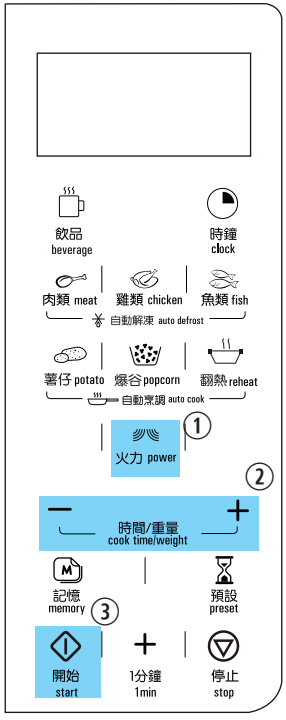 飲品 時鐘
beverage clock
肉類 meat 雞類 chicken 魚類 fish
自動解凍 auto defrost
薯仔 potato 爆谷 popcorn 翻熱 reheat
自動烹調 auto cook
①
火力 power
②
− +
時間/重量
cook time/weight
M
記憶 預設
memory preset
③
+
開始 1分鐘 停止
start 1min stop